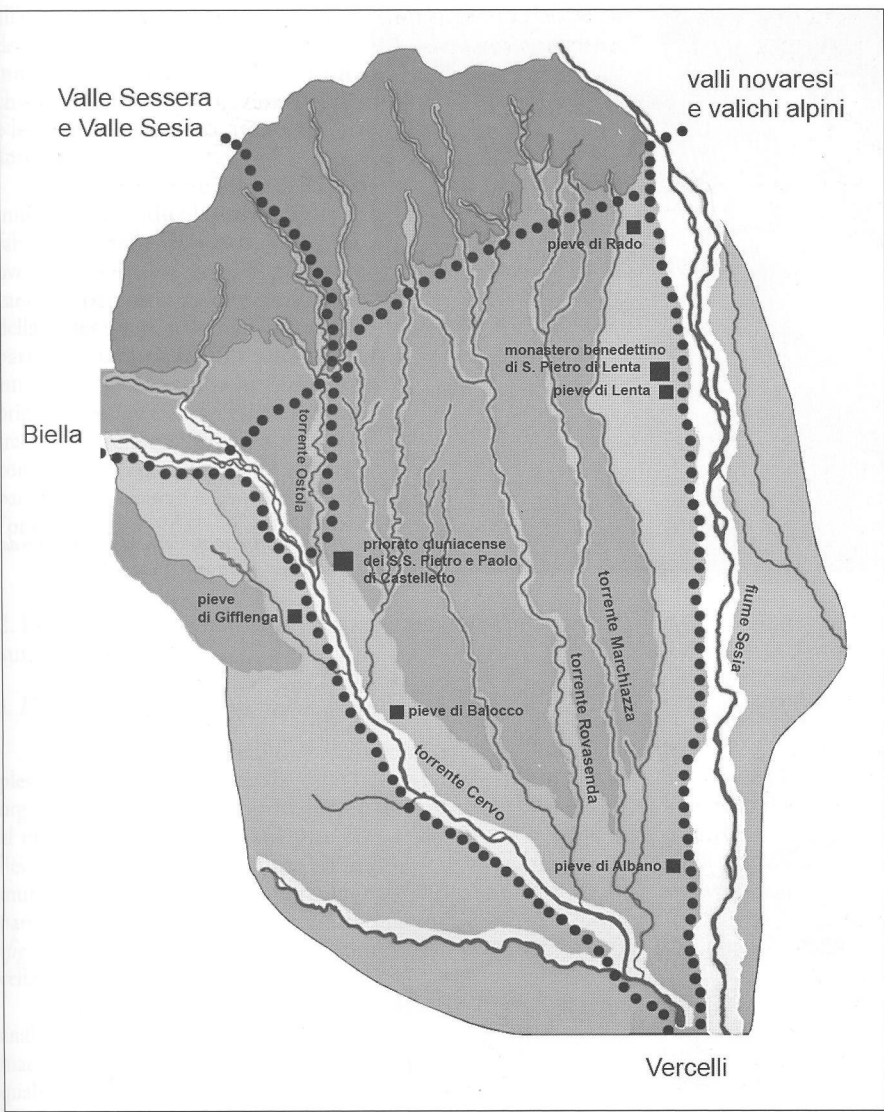 Valle Sessera
e Valle Sesia
valli novaresi
e valichi alpini
pieve di Rado
monastero benedettino
di S. Pietro di Lenta
pieve di Lenta
Biella
torrente Ostola
priorato cluniacense
dei S.S. Pietro e Paolo
di Castelletto
pieve
di Gifflenga
torrente Marchiazza
fiume Sesia
torrente Rovasenda
pieve di Balocco
torrente Cervo
pieve di Albano
Vercelli